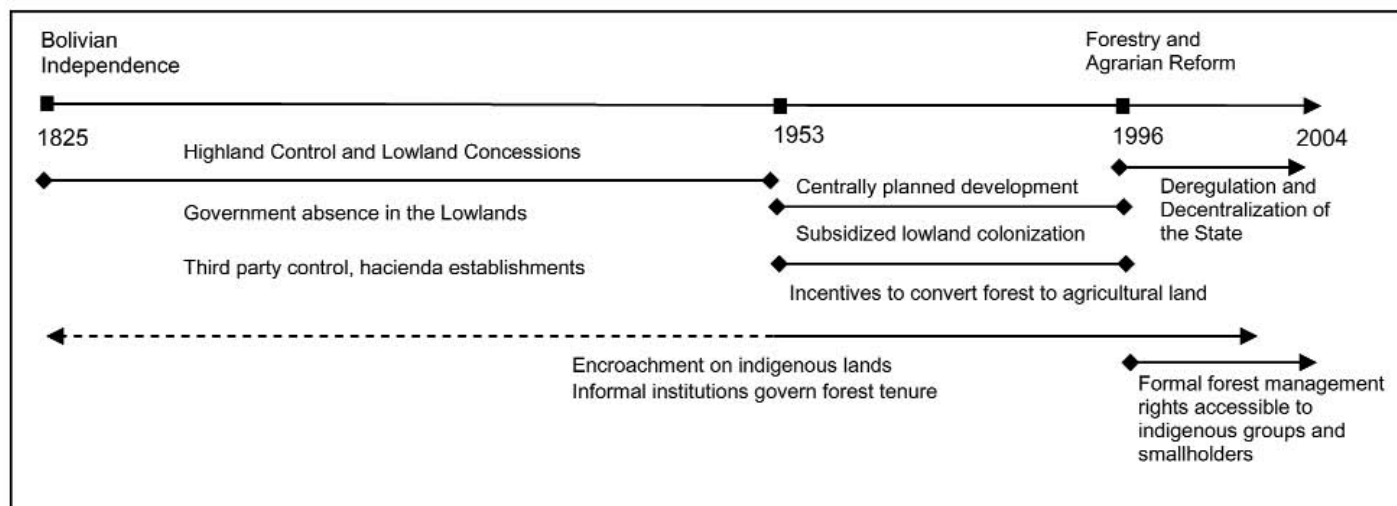 Bolivian
Independence
Forestry and
Agrarian Reform
1825
1953
1996
2004
Highland Control and Lowland Concessions
Government absence in the Lowlands
Third party control, hacienda establishments
Centrally planned development
Subsidized lowland colonization
Incentives to convert forest to agricultural land
Deregulation and
Decentralization of
the State
Encroachment on indigenous lands
Informal institutions govern forest tenure
Formal forest management
rights accessible to
indigenous groups and
smallholders